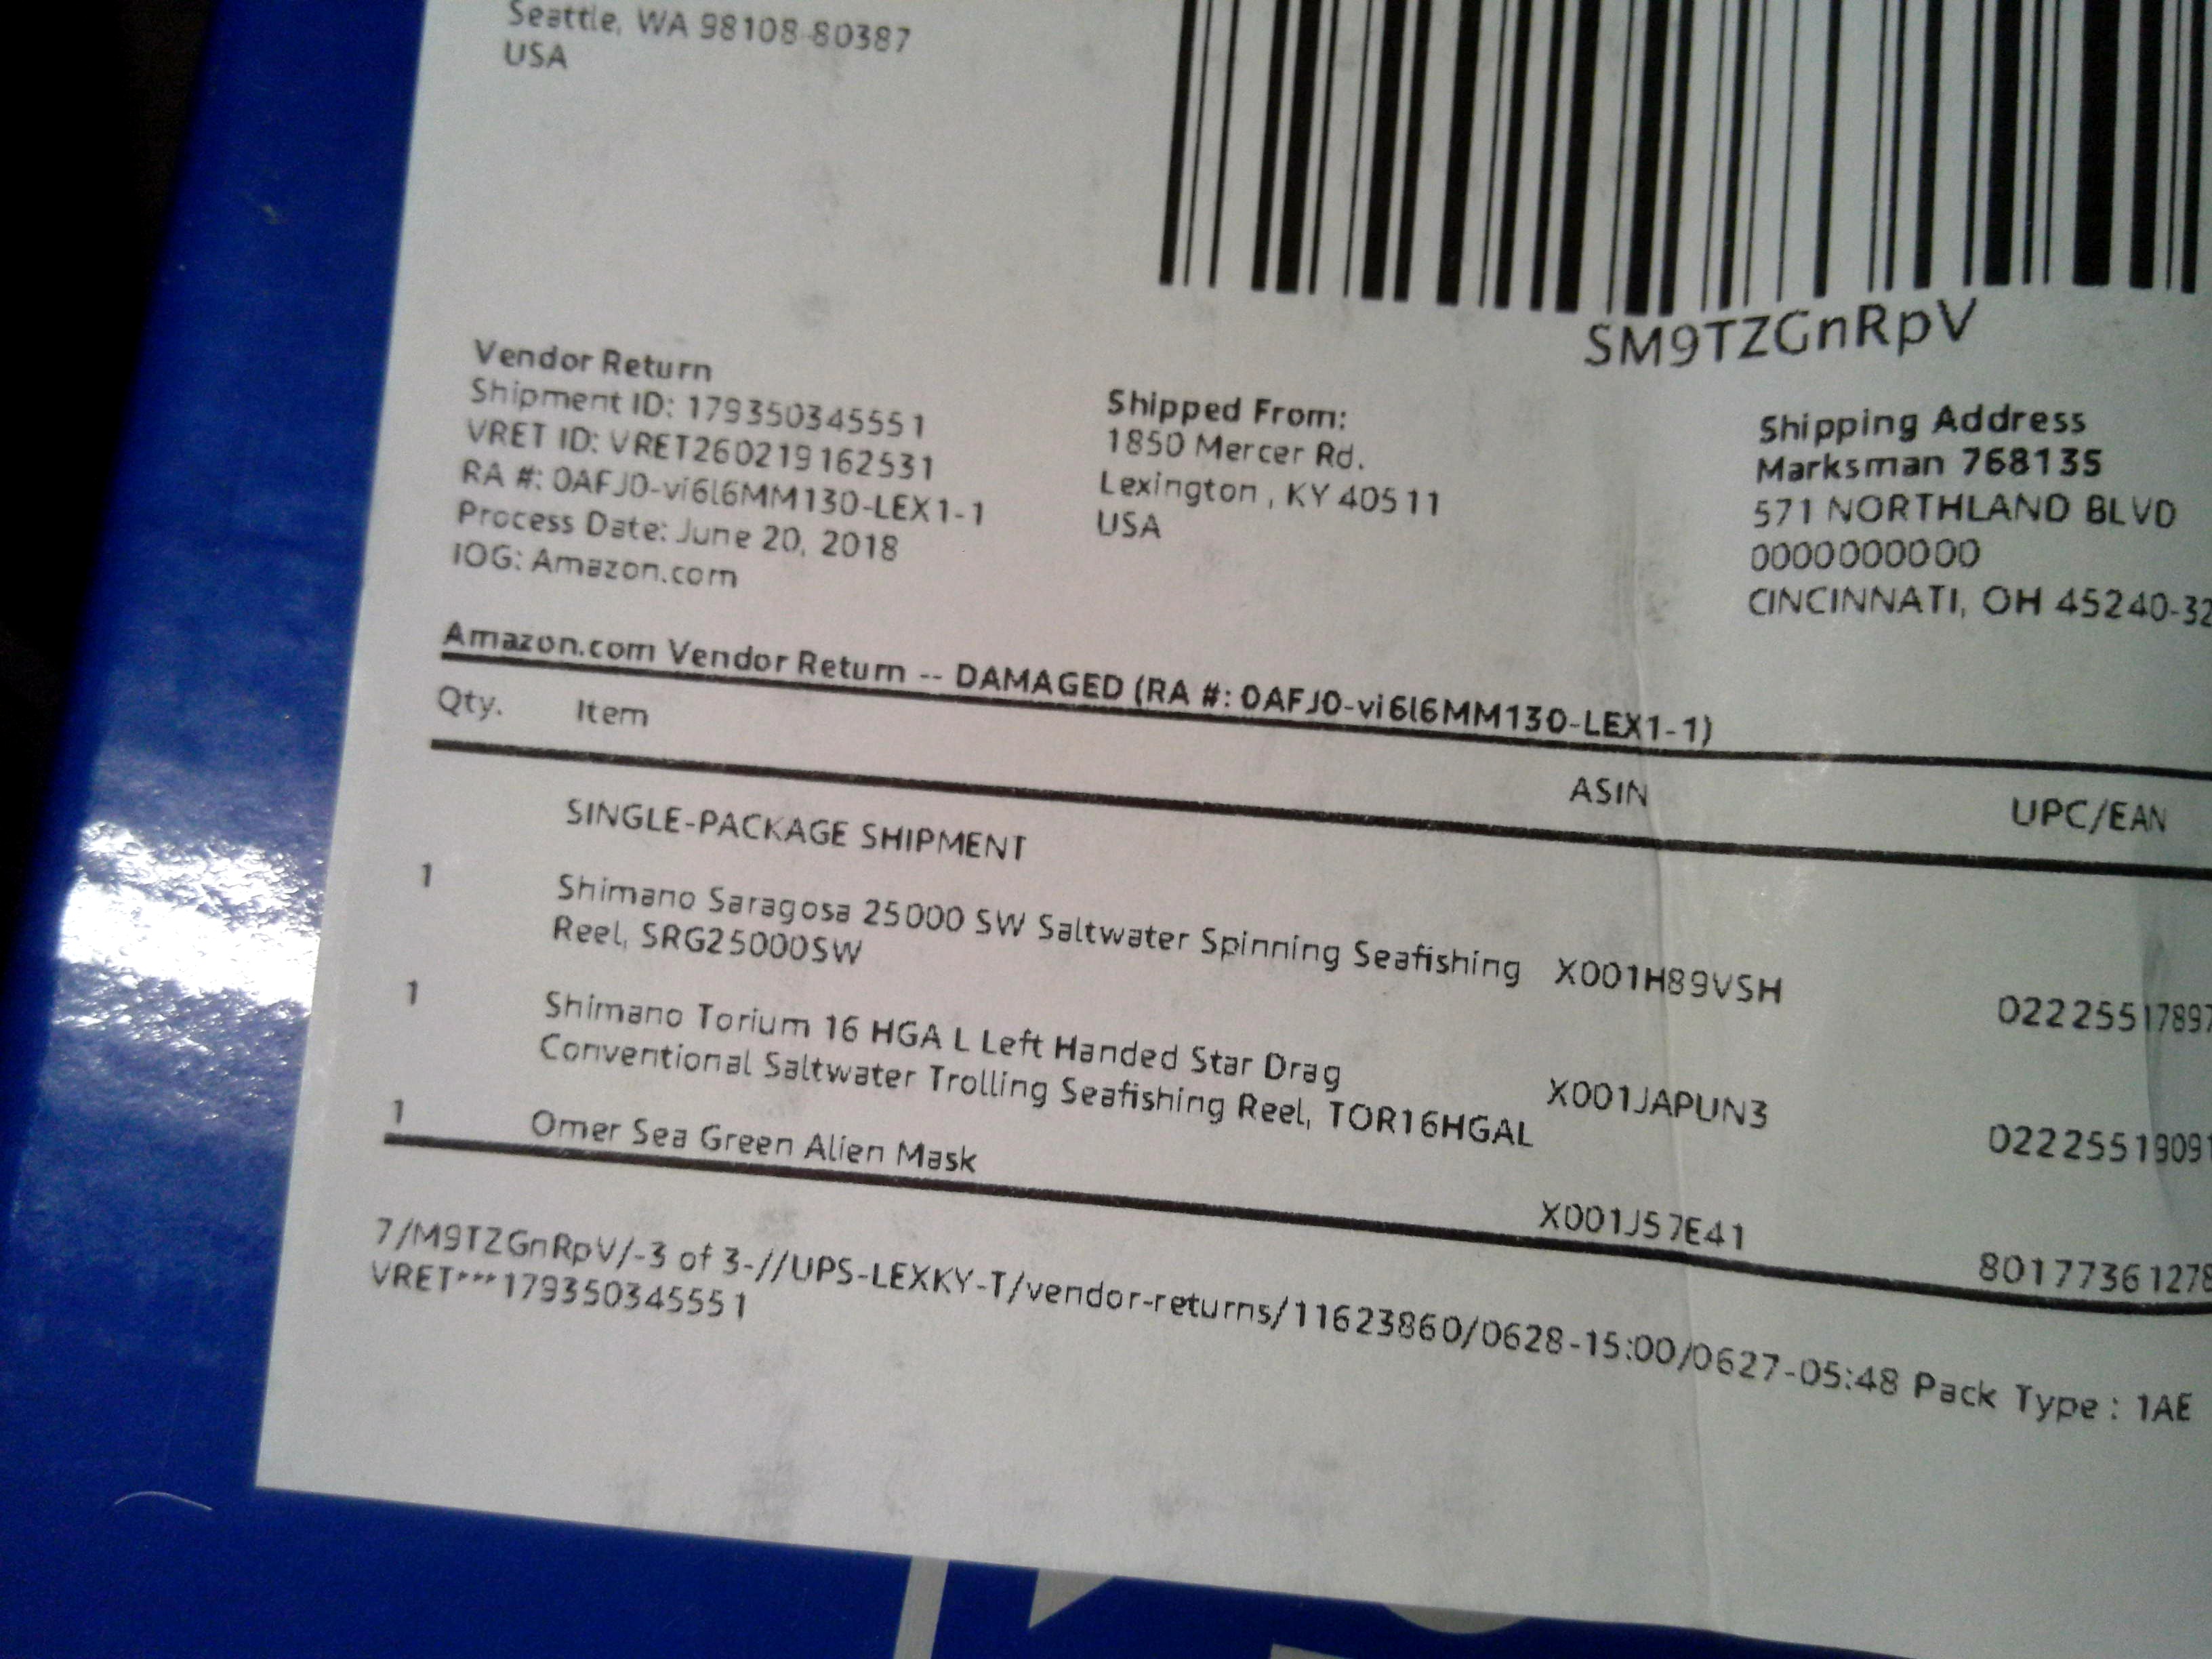 Seattle, WA 98108-80387
USA
SM9TZGnRpV
Vendor Return
Shipment ID: 179350345551
VRET ID: VRET260219162531
RA #: 0AFJ0-vi6l6MM130-LEX1-1
Process Date: June 20, 2018
IOG: Amazon.com
Shipped From:
1850 Mercer Rd.
Lexington , KY 40511
USA
Shipping Address
Marksman 768135
571 NORTHLAND BLVD
0000000000
CINCINNATI, OH 45240-32
Amazon.com Vendor Return -- DAMAGED (RA #: 0AFJ0-vi6l6MM130-LEX1-1)
Qty. Item ASIN UPC/EAN
SINGLE-PACKAGE SHIPMENT
1 Shimano Saragosa 25000 SW Saltwater Spinning Seafishing X001H89VSH 02225517897
Reel, SRG25000SW
1 Shimano Torium 16 HGA L Left Handed Star Drag X001JAPUN3 02225519091
Conventional Saltwater Trolling Seafishing Reel, TOR16HGAL
1 Omer Sea Green Alien Mask X001J57E41 80177361278
7/M9TZGnRpV/-3 of 3-//UPS-LEXKY-T/vendor-returns/11623860/0628-15:00/0627-05:48 Pack Type : 1AE
VRET***179350345551